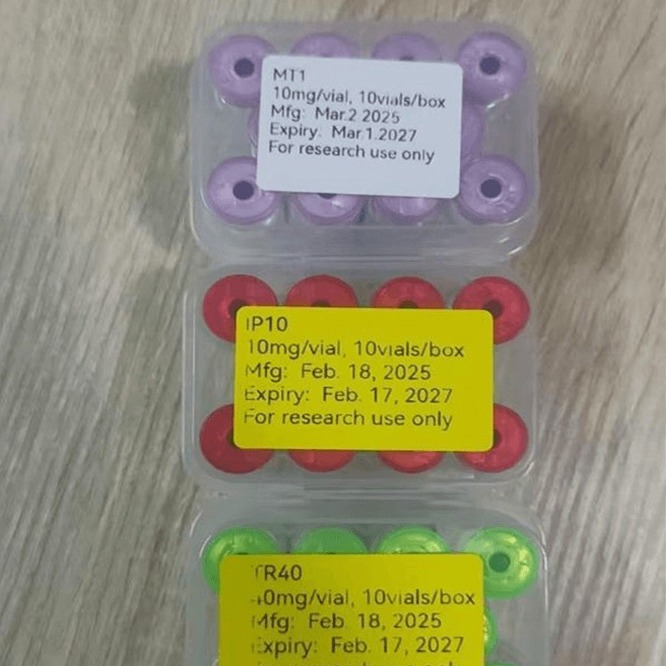 MT1
10mg/vial, 10vials/box
Mfg: Mar.2 2025
Expiry. Mar.1.2027
For research use only
IP10
10mg/vial, 10vials/box
Mfg: Feb. 18, 2025
Expiry: Feb. 17, 2027
For research use only
TR40
40mg/vial, 10vials/box
Mfg: Feb. 18, 2025
Expiry: Feb. 17, 2027